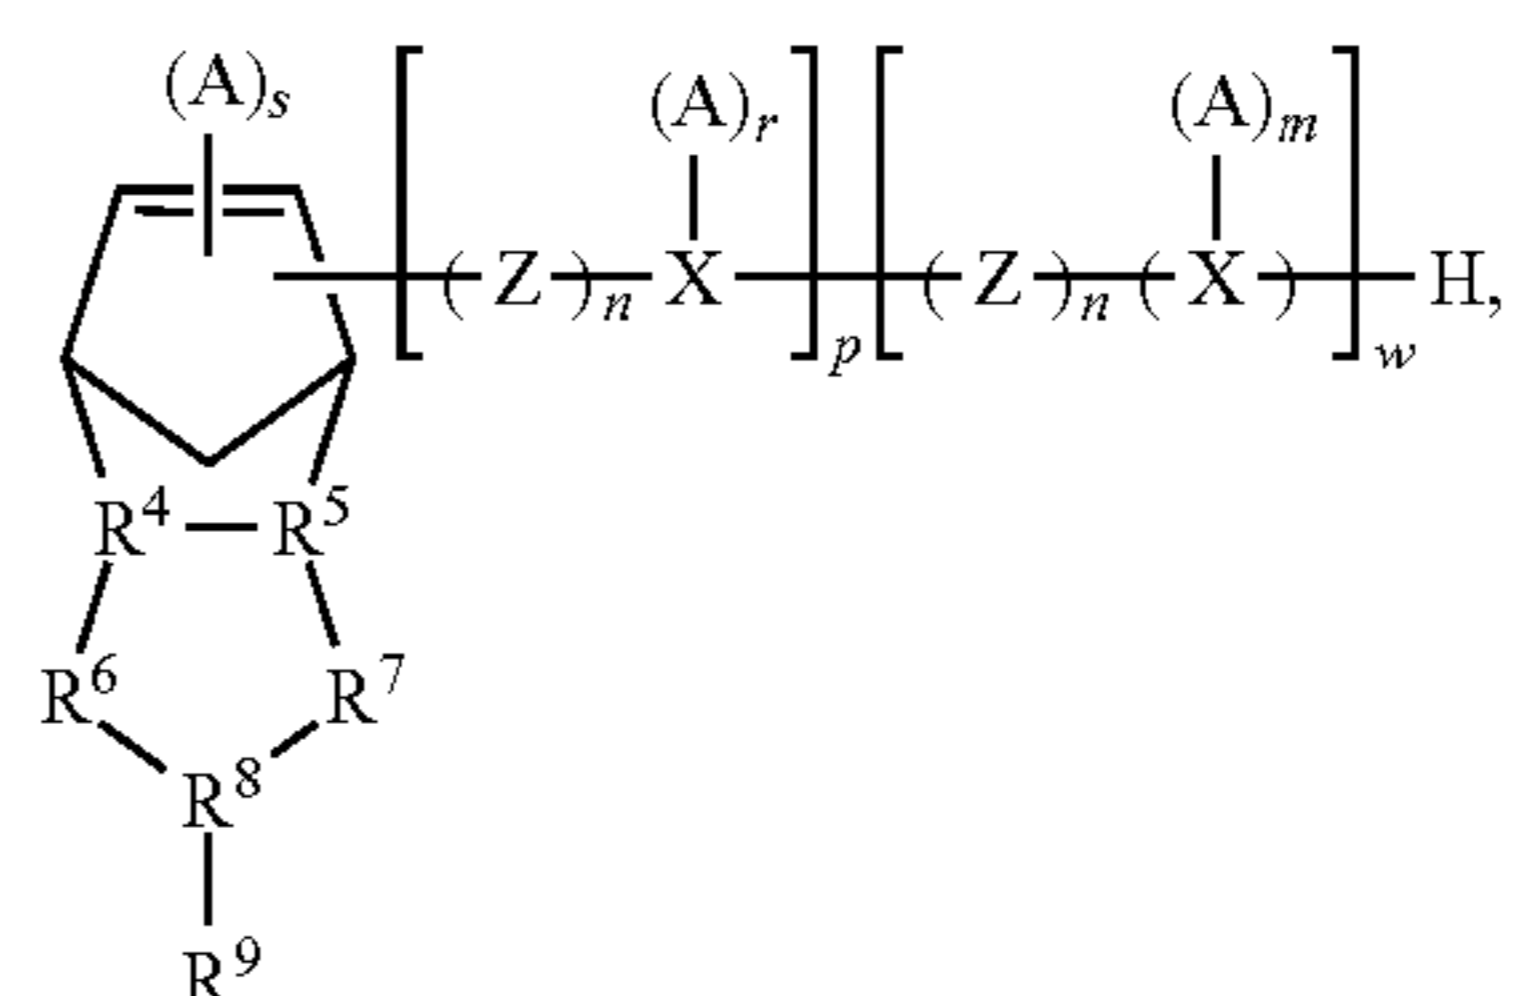 (A)s (A)r (A)m
( Z )n X p ( Z )n ( X ) w H,
R4 R5
R6 R7
R8
R9